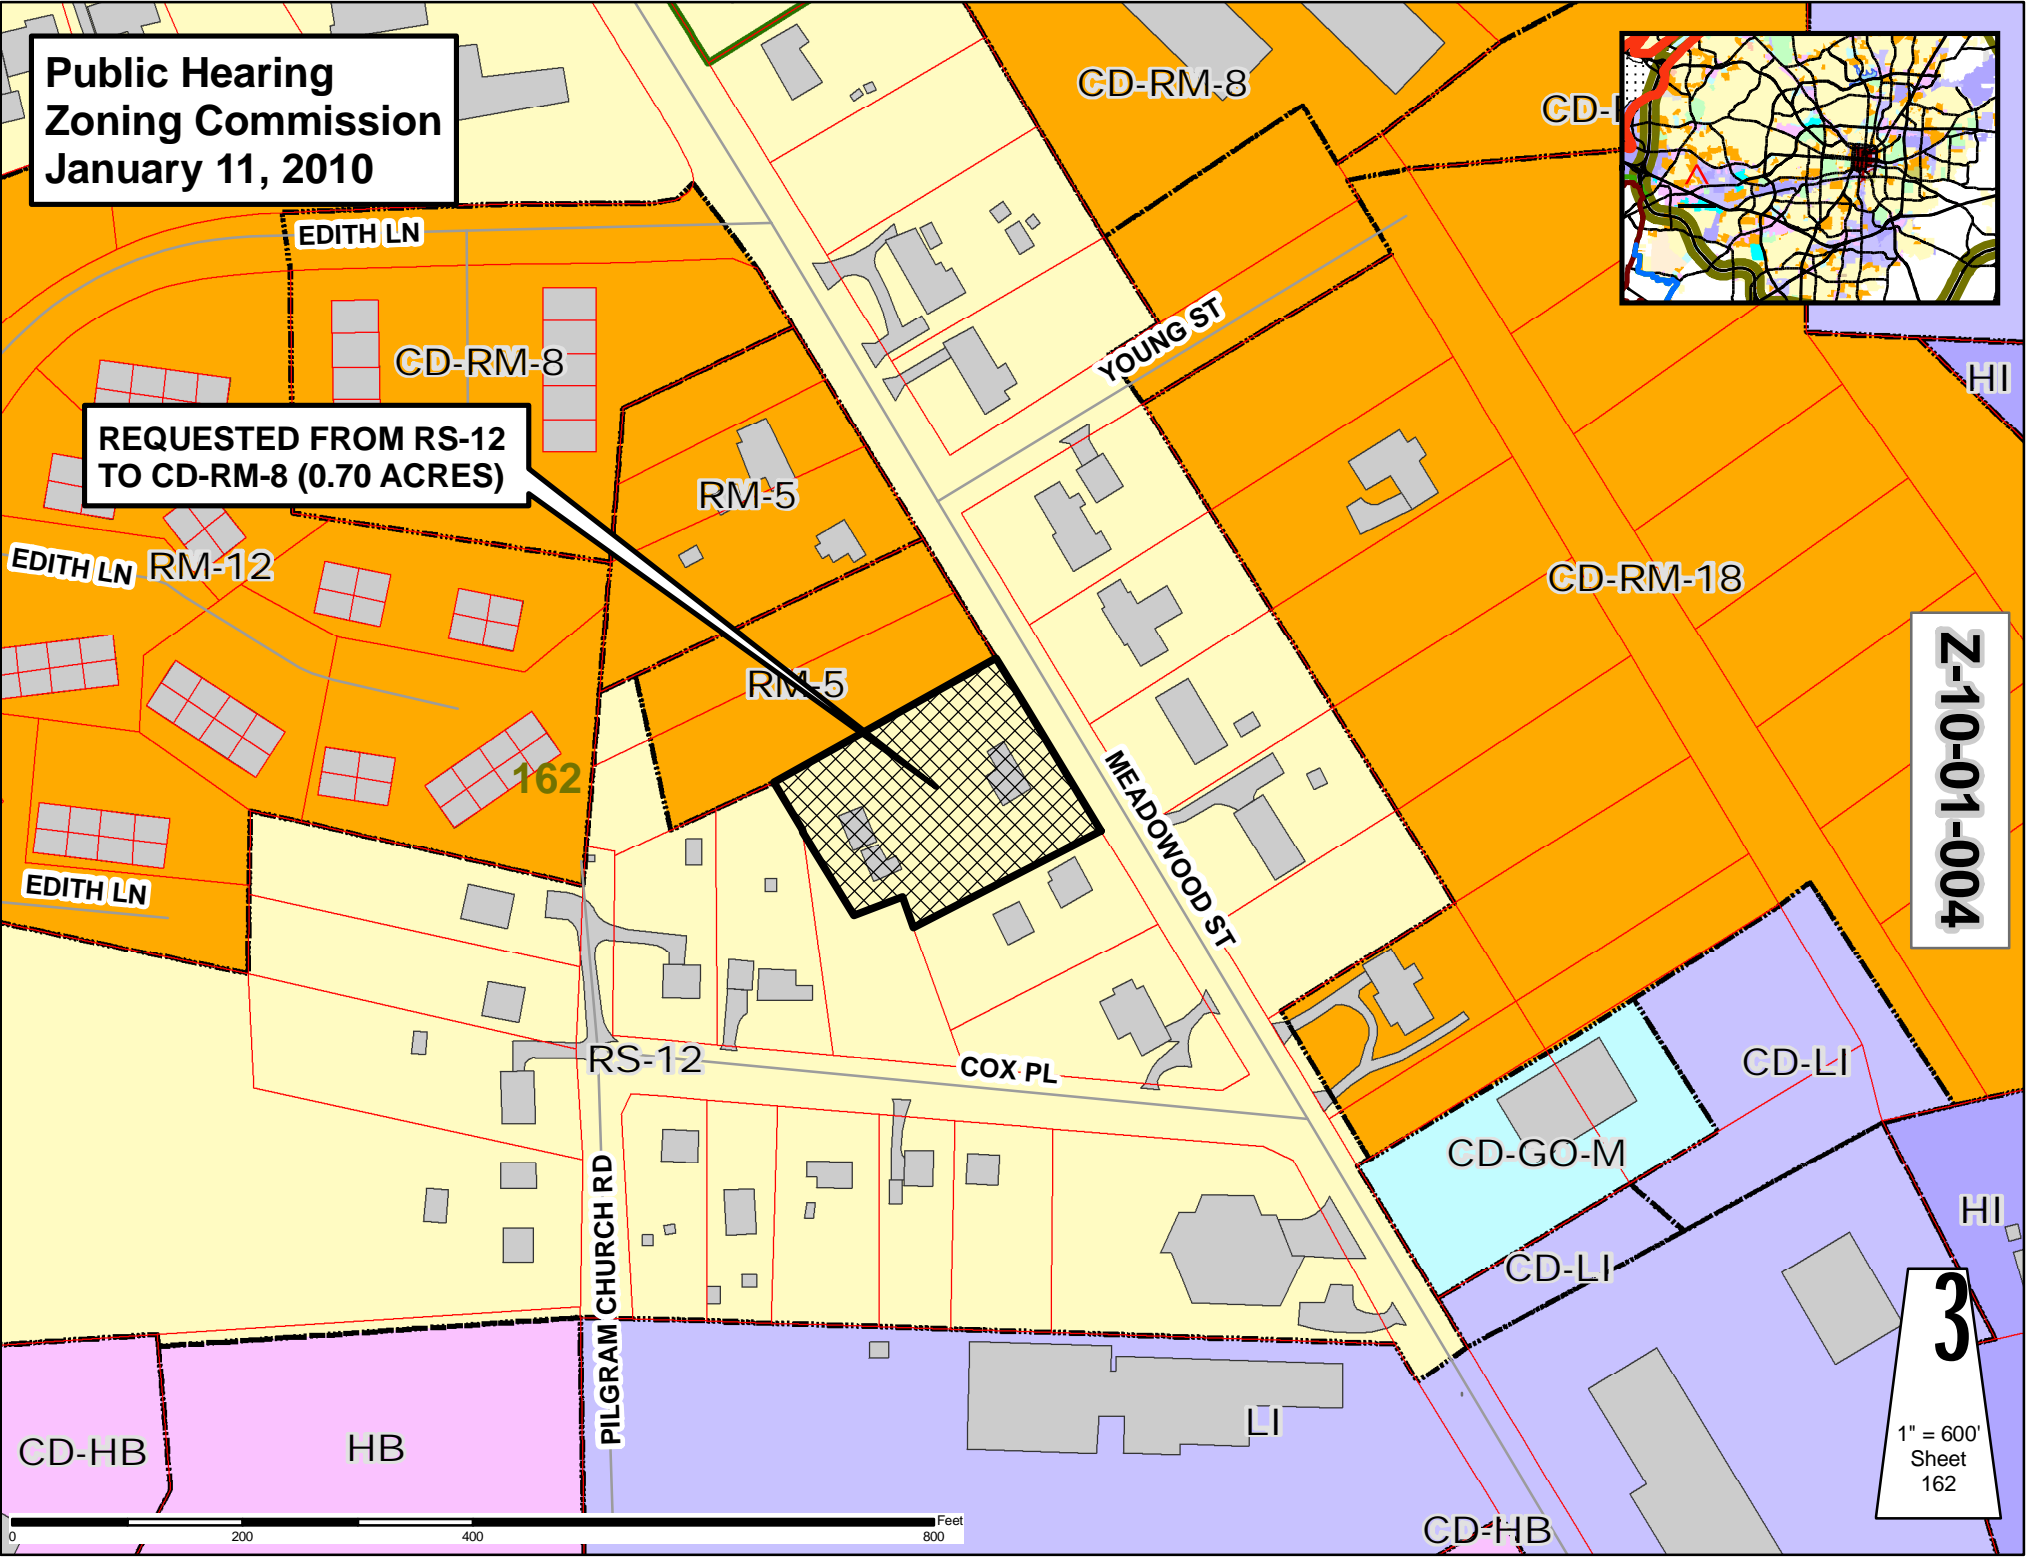 Public Hearing
Zoning Commission
January 11, 2010
CD-RM-8
HI
EDITH LN
YOUNG ST
CD-RM-8
REQUESTED FROM RS-12
TO CD-RM-8 (0.70 ACRES)
RM-5
EDITH LN
RM-12
CD-RM-18
RM-5
Z-10-01-004
162
MEADOWOOD ST
EDITH LN
RS-12
COX PL
CD-LI
CD-GO-M
PILGRAM CHURCH RD
HI
CD-LI
3
1" = 600'
Sheet
162
CD-HB
HB
LI
CD-HB
Feet
0 200 400 800